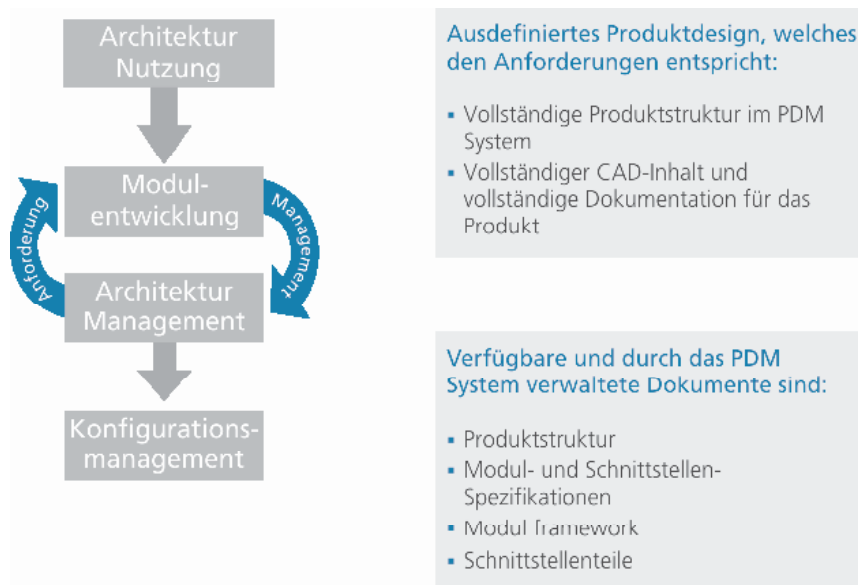 Architektur
Nutzung
Modul-
entwicklung
Anforderung
Management
Architektur
Management
Konfigurations-
management
Ausdefiniertes Produktdesign, welches
den Anforderungen entspricht:
▪ Vollständige Produktstruktur im PDM
System
▪ Vollständiger CAD-Inhalt und
vollständige Dokumentation für das
Produkt
Verfügbare und durch das PDM
System verwaltete Dokumente sind:
▪ Produktstruktur
▪ Modul- und Schnittstellen-
Spezifikationen
▪ Modul framework
▪ Schnittstellenteile